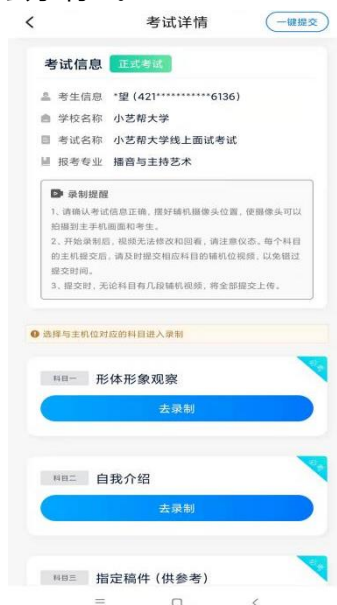 考试详情
一键提交
考试信息 正式考试
考生信息 *望 (421***********6136)
学校名称 小艺帮大学
考试名称 小艺帮大学线上面试考试
报考专业 播音与主持艺术
录制提醒
1、请确认考试信息正确，摆好辅机摄像头位置，使摄像头可以
拍摄到主手机画面和考生。
2、开始录制后，视频无法修改和回看，请注意仪态。每个科目
的主机提交后，请及时提交相应科目的辅机位视频，以免错过
提交时间。
3、提交时，无论科目有几段辅机视频，将全部提交上传。
选择与主机位对应的科目进入录制
科目一 形体形象观察
必考
去录制
科目二 自我介绍
必考
去录制
科目三 指定稿件（供参考）
必考